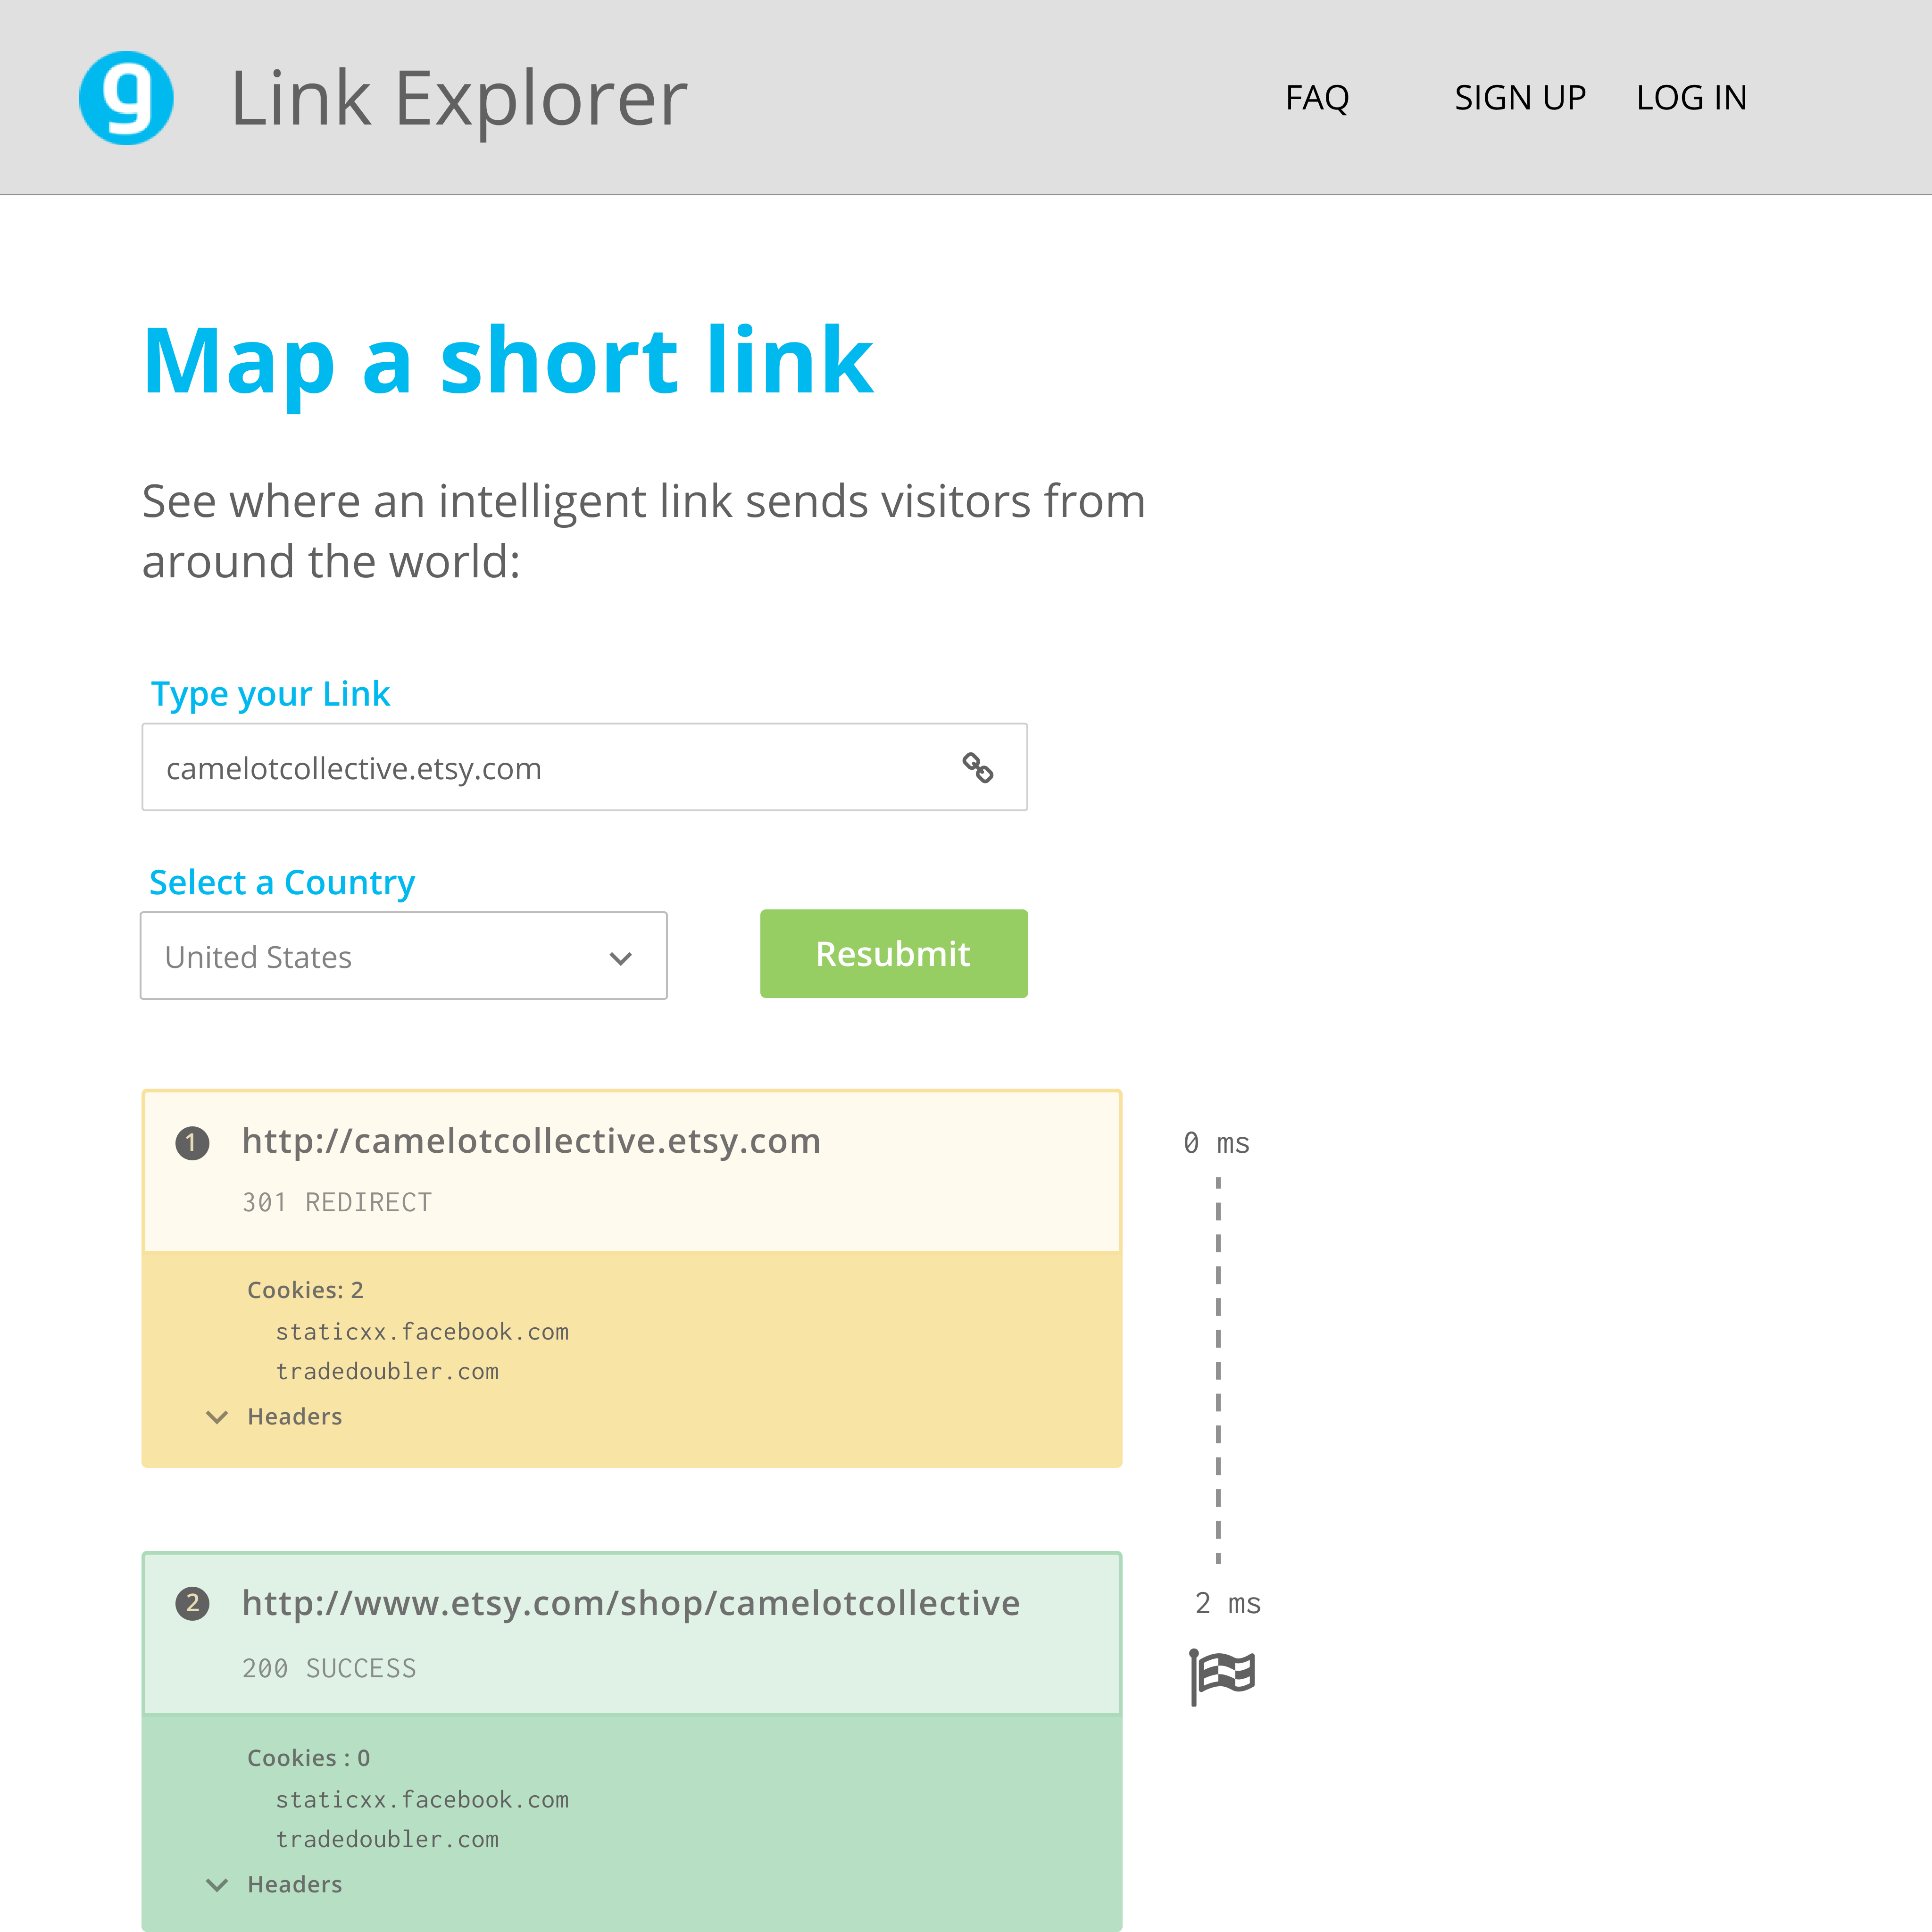 g Link Explorer FAQ SIGN UP LOG IN
Map a short link
See where an intelligent link sends visitors from
around the world:
Type your Link
camelotcollective.etsy.com
Select a Country
United States
Resubmit
1 http://camelotcollective.etsy.com 0 ms
301 REDIRECT
Cookies: 2
staticxx.facebook.com
tradedoubler.com
Headers
2 http://www.etsy.com/shop/camelotcollective 2 ms
200 SUCCESS
Cookies : 0
staticxx.facebook.com
tradedoubler.com
Headers